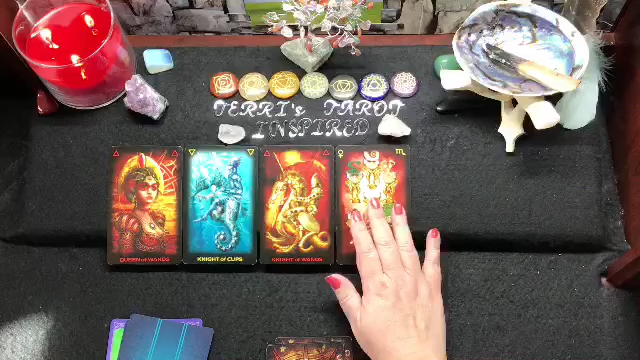 TERRI's TAROT
INSPIRED
QUEEN of WANDS
KNIGHT of CUPS
KNIGHT of WANDS